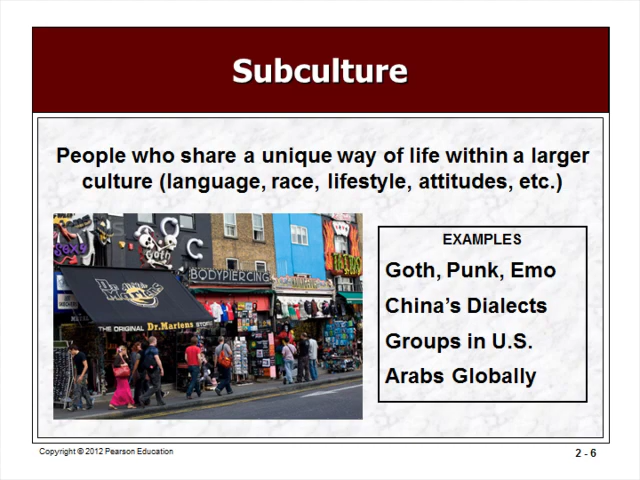 Subculture
People who share a unique way of life within a larger
culture (language, race, lifestyle, attitudes, etc.)
Goth
BODYPIERCING
Dr. Martens
THE ORIGINAL Dr.Martens STORE
EXAMPLES
Goth, Punk, Emo
China's Dialects
Groups in U.S.
Arabs Globally
Copyright © 2012 Pearson Education
2 - 6